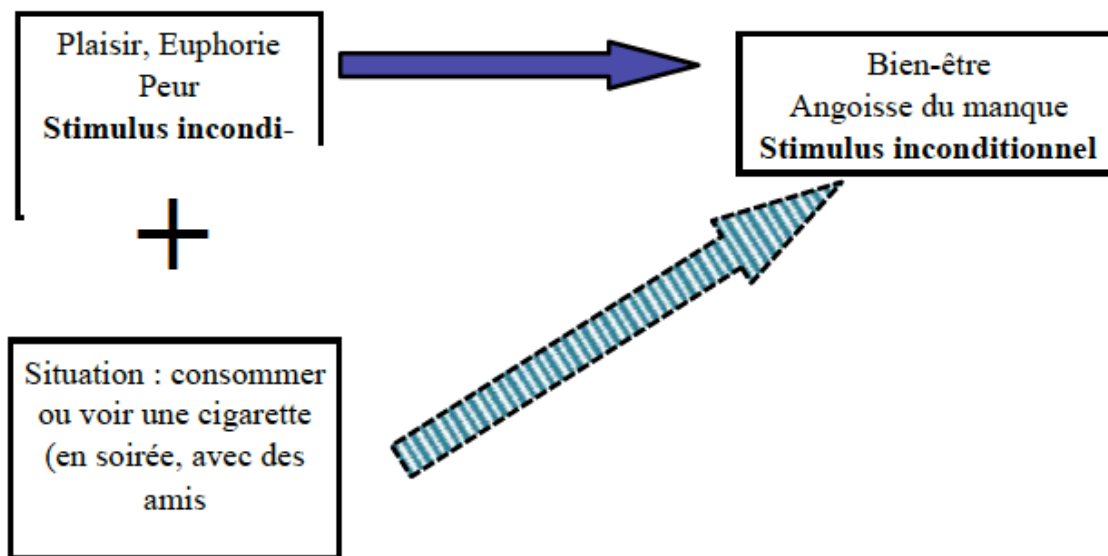 Plaisir, Euphorie
Peur
Stimulus incondi-
Bien-être
Angoisse du manque
Stimulus inconditionnel
+
Situation : consommer
ou voir une cigarette
(en soirée, avec des
amis